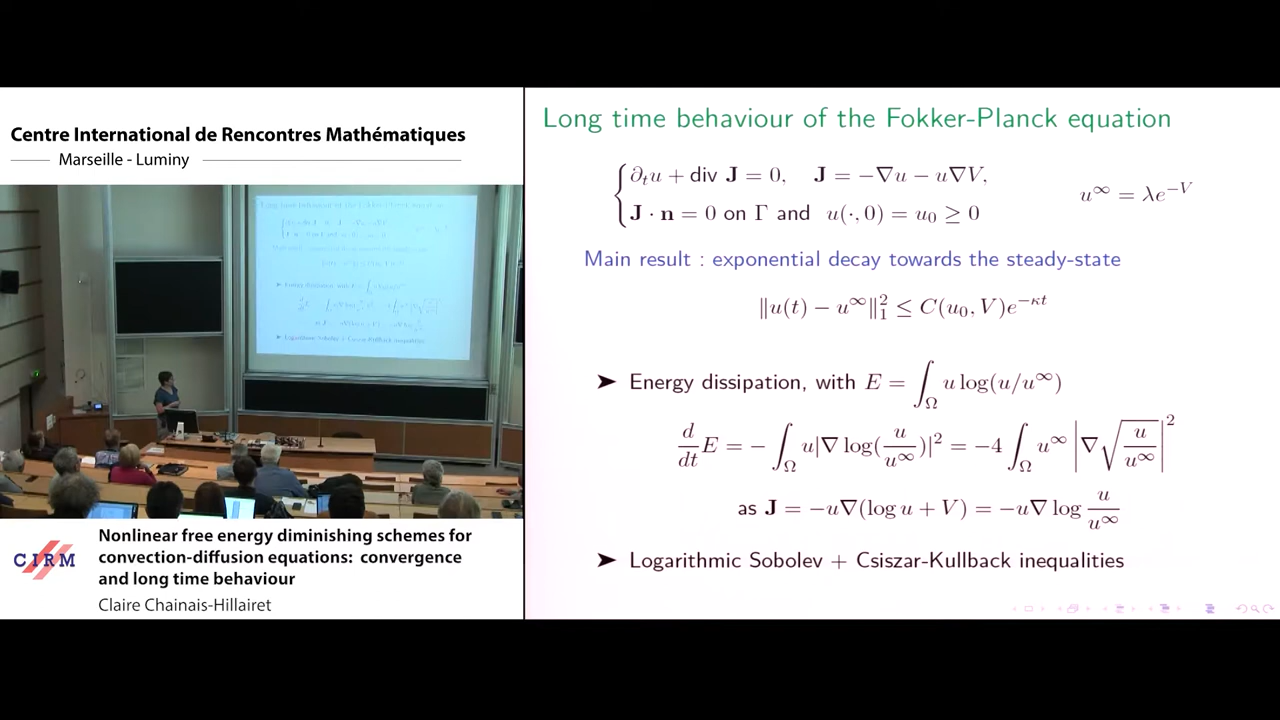 Centre International de Rencontres Mathématiques
Marseille - Luminy
CIRM
Nonlinear free energy diminishing schemes for
convection-diffusion equations: convergence
and long time behaviour
Claire Chainais-Hillairet
Long time behaviour of the Fokker-Planck equation
∂ₜu + div J = 0, J = −∇u − u∇V,
J · n = 0 on Γ and u(·, 0) = u₀ ≥ 0
u^∞ = λe^{−V}
Main result : exponential decay towards the steady-state
‖u(t) − u^∞‖₁² ≤ C(u₀, V)e^{−κt}
➤ Energy dissipation, with E = ∫_Ω u log(u/u^∞)
d/dt E = − ∫_Ω u|∇ log(u/u^∞)|² = −4 ∫_Ω u^∞ |∇√(u/u^∞)|²
as J = −u∇(log u + V) = −u∇ log u/u^∞
➤ Logarithmic Sobolev + Csiszar-Kullback inequalities